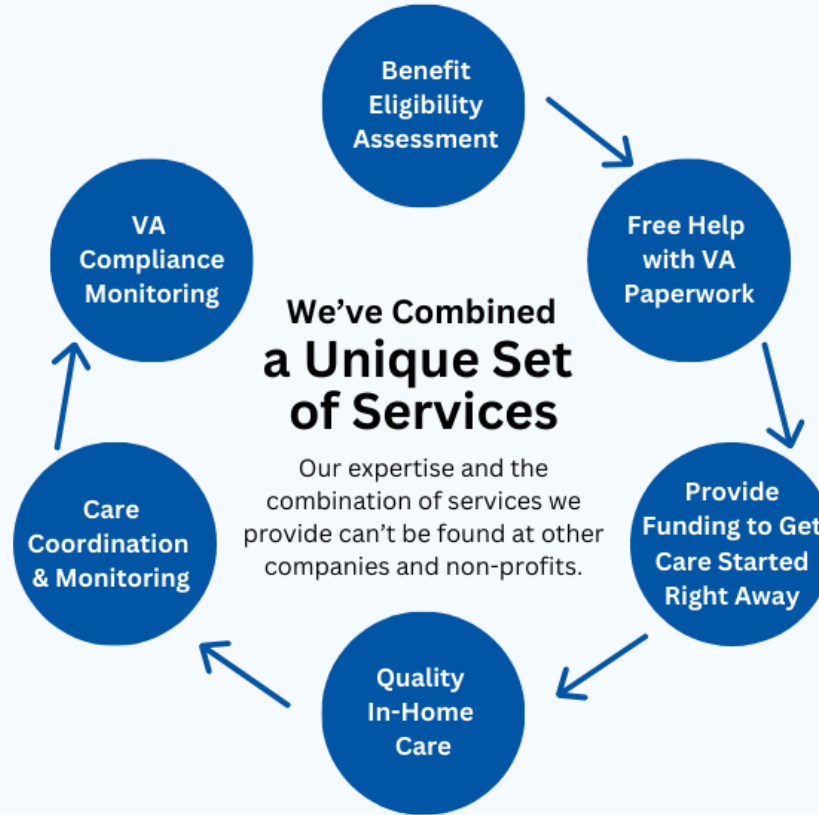 Benefit
Eligibility
Assessment
Free Help
with VA
Paperwork
Provide
Funding to Get
Care Started
Right Away
Quality
In-Home
Care
Care
Coordination
& Monitoring
VA
Compliance
Monitoring
We’ve Combined
a Unique Set
of Services
Our expertise and the
combination of services we
provide can’t be found at other
companies and non-profits.